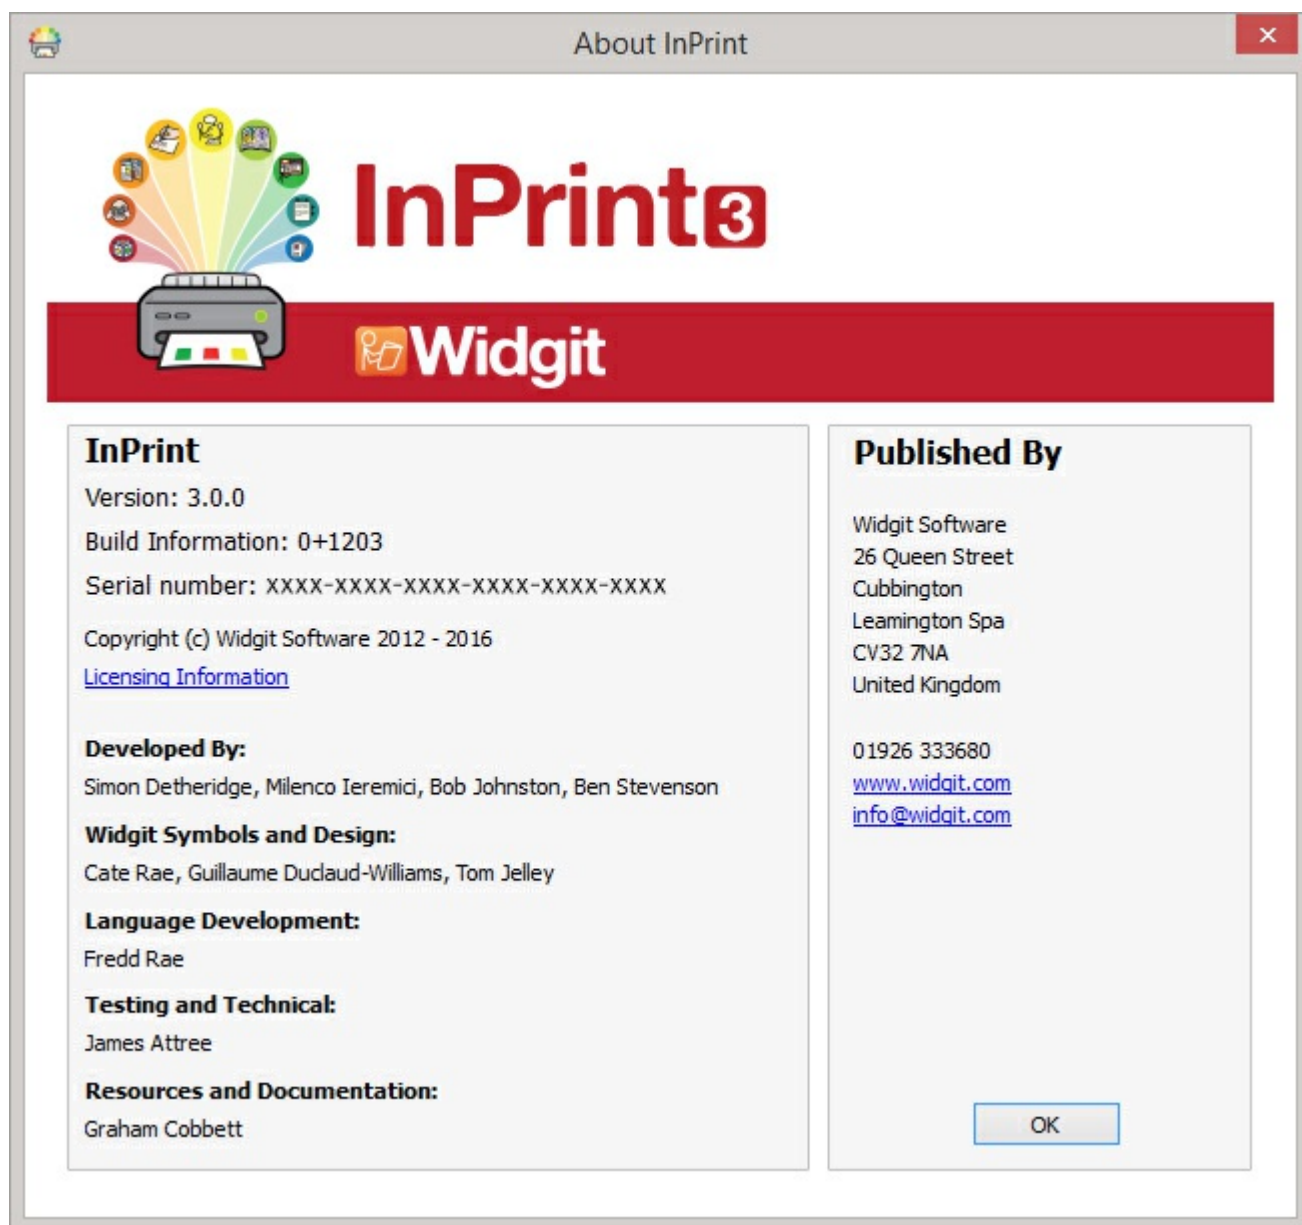 About InPrint
InPrint 3
Widgit
InPrint
Version: 3.0.0
Build Information: 0+1203
Serial number: XXXX-XXXX-XXXX-XXXX-XXXX-XXXX
Copyright (c) Widgit Software 2012 - 2016
Licensing Information
Developed By:
Simon Detheridge, Milenco Ieremici, Bob Johnston, Ben Stevenson
Widgit Symbols and Design:
Cate Rae, Guillaume Duclaud-Williams, Tom Jelley
Language Development:
Fredd Rae
Testing and Technical:
James Attree
Resources and Documentation:
Graham Cobbett
Published By
Widgit Software
26 Queen Street
Cubbington
Leamington Spa
CV32 7NA
United Kingdom
01926 333680
www.widgit.com
info@widgit.com
OK